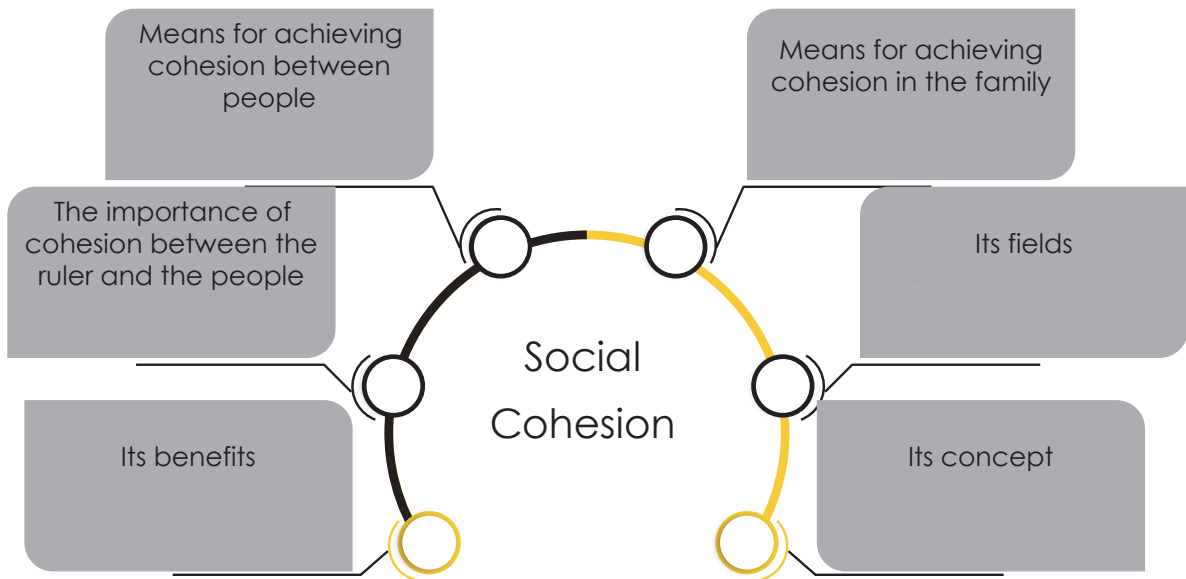 Means for achieving
cohesion between
people
Means for achieving
cohesion in the family
The importance of
cohesion between the
ruler and the people
Its fields
Social
Cohesion
Its benefits
Its concept